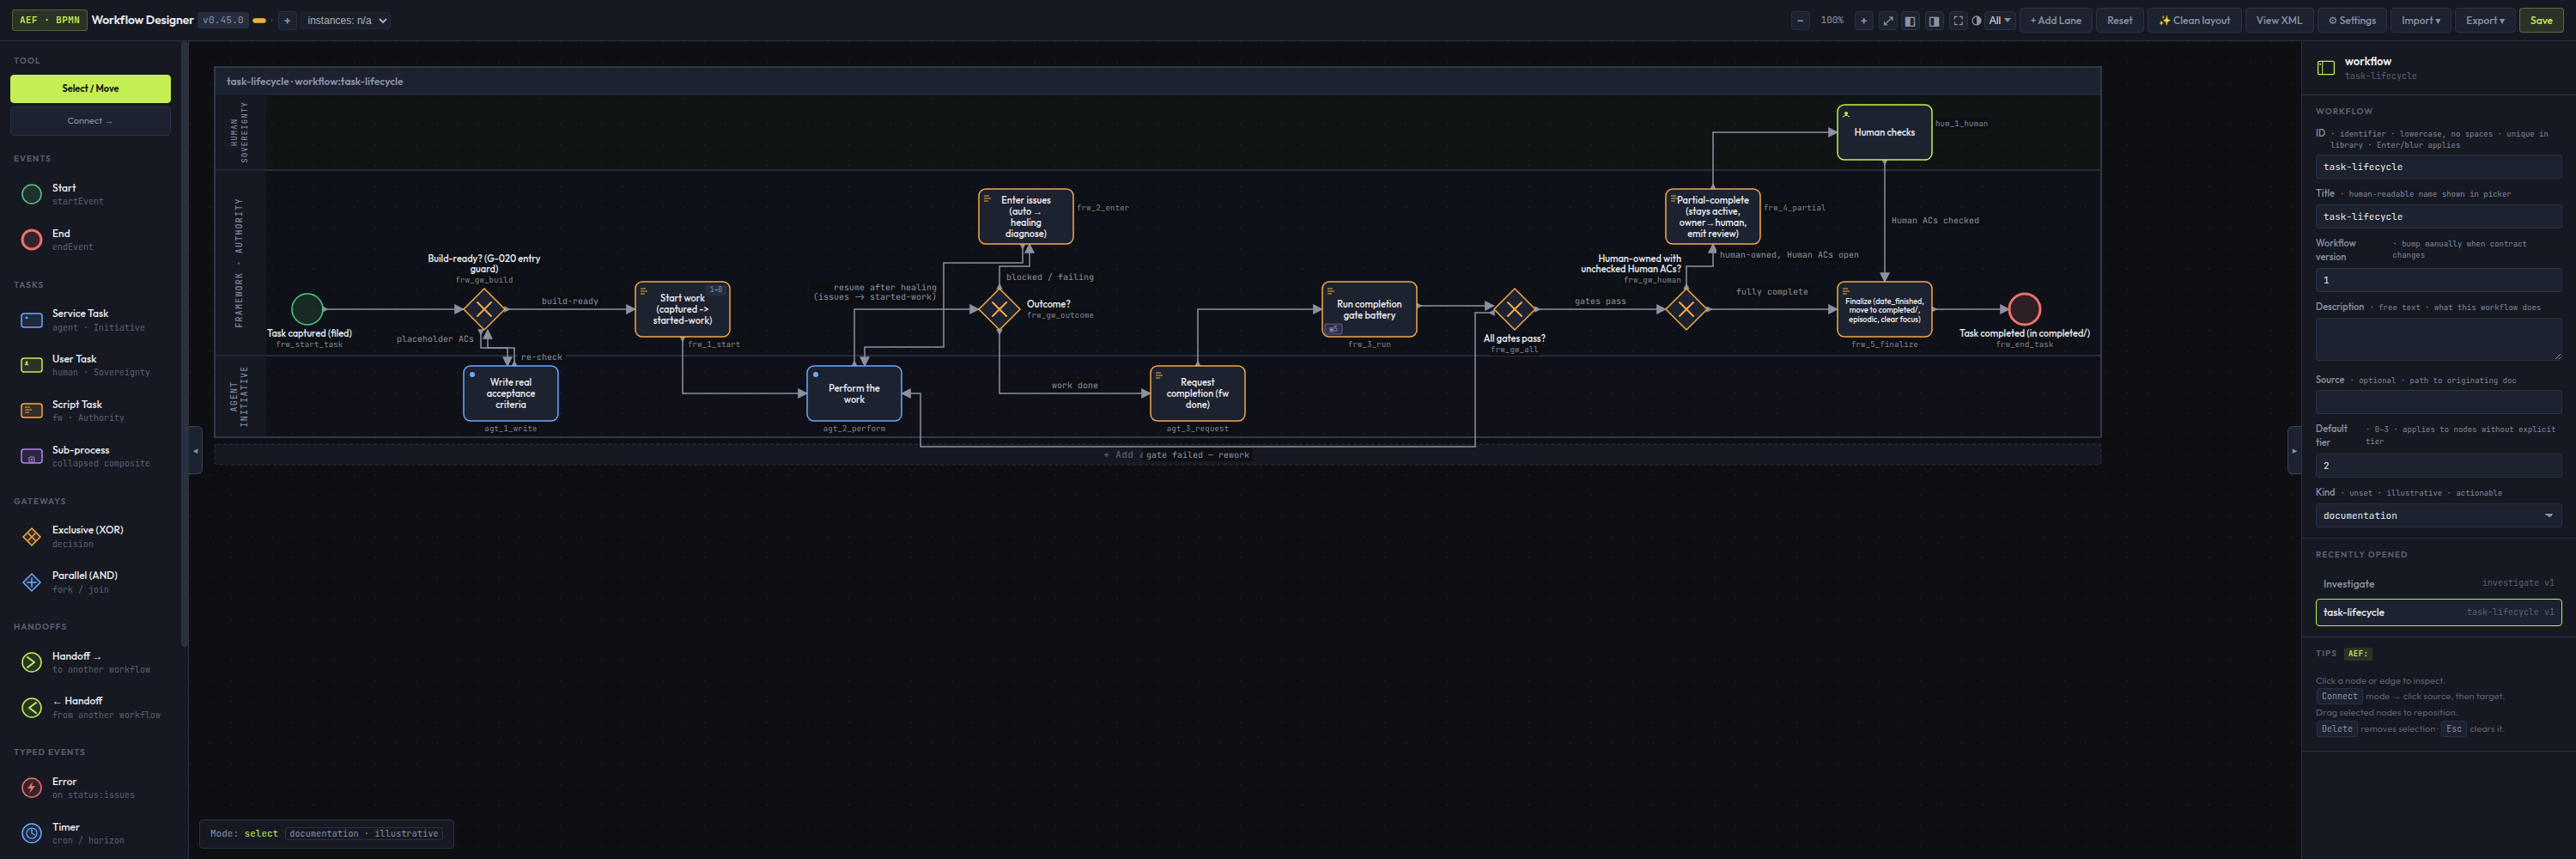 AEF · BPMN Workflow Designer v0.45.0 · + instances: n/a
− 100% + All ▾ + Add Lane Reset ✨ Clean layout View XML ⚙ Settings Import ▾ Export ▾ Save
TOOL
Select / Move
Connect →
EVENTS
Start
startEvent
End
endEvent
TASKS
Service Task
agent · Initiative
User Task
human · Sovereignty
Script Task
fw · Authority
Sub-process
collapsed composite
GATEWAYS
Exclusive (XOR)
decision
Parallel (AND)
fork / join
HANDOFFS
Handoff →
to another workflow
← Handoff
from another workflow
TYPED EVENTS
Error
on status:issues
Timer
cron / horizon
task-lifecycle · workflow:task-lifecycle
HUMAN
SOVEREIGNTY
Human checks
hum_1_human
FRAMEWORK · AUTHORITY
Task captured (filed)
frw_start_task
Build-ready? (G-020 entry
guard)
frw_gw_build
build-ready
placeholder ACs
re-check
Start work
(captured ->
started-work)
frw_1_start
Enter issues
(auto →
healing
diagnose)
frw_2_enter
resume after healing
(issues → started-work)
blocked / failing
Outcome?
frw_gw_outcome
Run completion
gate battery
frw_3_run
All gates pass?
frw_gw_all
gates pass
Human-owned with
unchecked Human ACs?
frw_gw_human
Partial-complete
(stays active,
owner→human,
emit review)
frw_4_partial
human-owned, Human ACs open
fully complete
Human ACs checked
Finalize (date_finished,
move to completed/,
episodic, clear focus)
frw_5_finalize
Task completed (in completed/)
frw_end_task
AGENT
INITIATIVE
Write real
acceptance
criteria
agt_1_write
Perform the
work
agt_2_perform
work done
Request
completion (fw
done)
agt_3_request
+ Add
gate failed — rework
Mode: select documentation · illustrative
workflow
task-lifecycle
WORKFLOW
ID · identifier · lowercase, no spaces · unique in
library · Enter/blur applies
task-lifecycle
Title · human-readable name shown in picker
task-lifecycle
Workflow version · bump manually when contract changes
1
Description · free text · what this workflow does
Source · optional · path to originating doc
Default tier · 0–3 · applies to nodes without explicit tier
2
Kind · unset · illustrative · actionable
documentation
RECENTLY OPENED
Investigate investigate v1
task-lifecycle task-lifecycle v1
TIPS AEF:
Click a node or edge to inspect.
Connect mode → click source, then target.
Drag selected nodes to reposition.
Delete removes selection · Esc clears it.